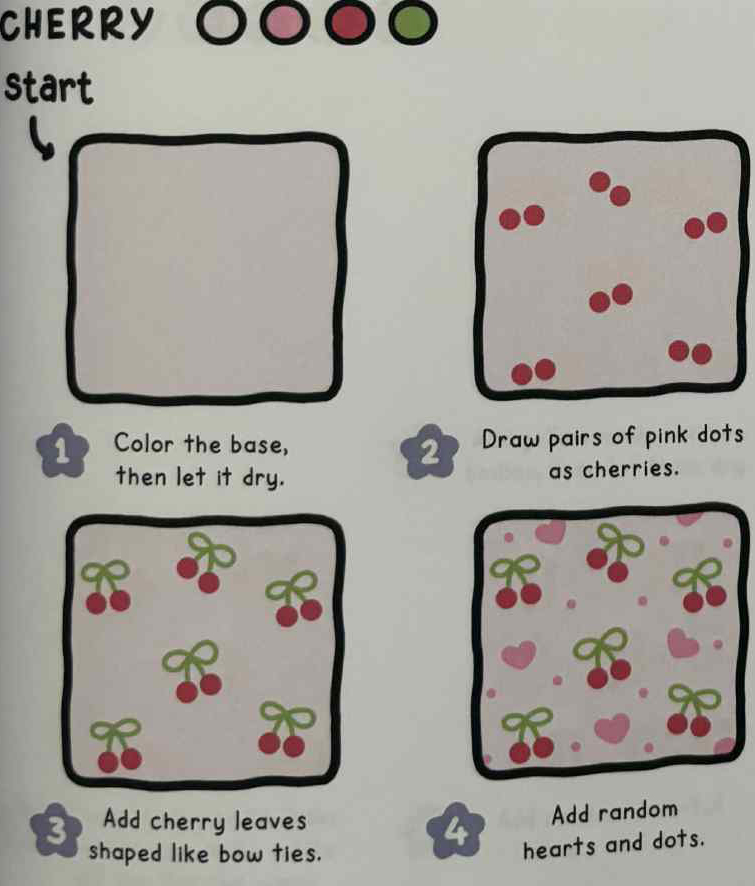 CHERRY
start
1
Color the base,
then let it dry.
2
Draw pairs of pink dots
as cherries.
3
Add cherry leaves
shaped like bow ties.
4
Add random
hearts and dots.